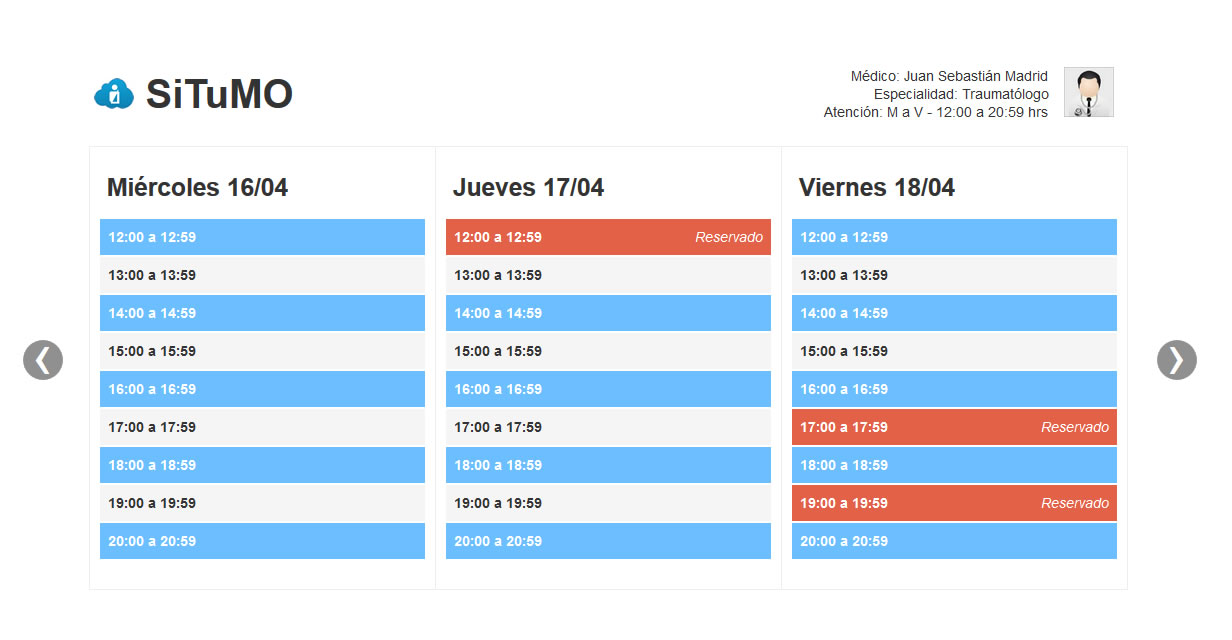 SiTuMO
Médico: Juan Sebastián Madrid
Especialidad: Traumatólogo
Atención: M a V - 12:00 a 20:59 hrs
Miércoles 16/04
12:00 a 12:59
13:00 a 13:59
14:00 a 14:59
15:00 a 15:59
16:00 a 16:59
17:00 a 17:59
18:00 a 18:59
19:00 a 19:59
20:00 a 20:59
Jueves 17/04
12:00 a 12:59 Reservado
13:00 a 13:59
14:00 a 14:59
15:00 a 15:59
16:00 a 16:59
17:00 a 17:59
18:00 a 18:59
19:00 a 19:59
20:00 a 20:59
Viernes 18/04
12:00 a 12:59
13:00 a 13:59
14:00 a 14:59
15:00 a 15:59
16:00 a 16:59
17:00 a 17:59 Reservado
18:00 a 18:59
19:00 a 19:59 Reservado
20:00 a 20:59